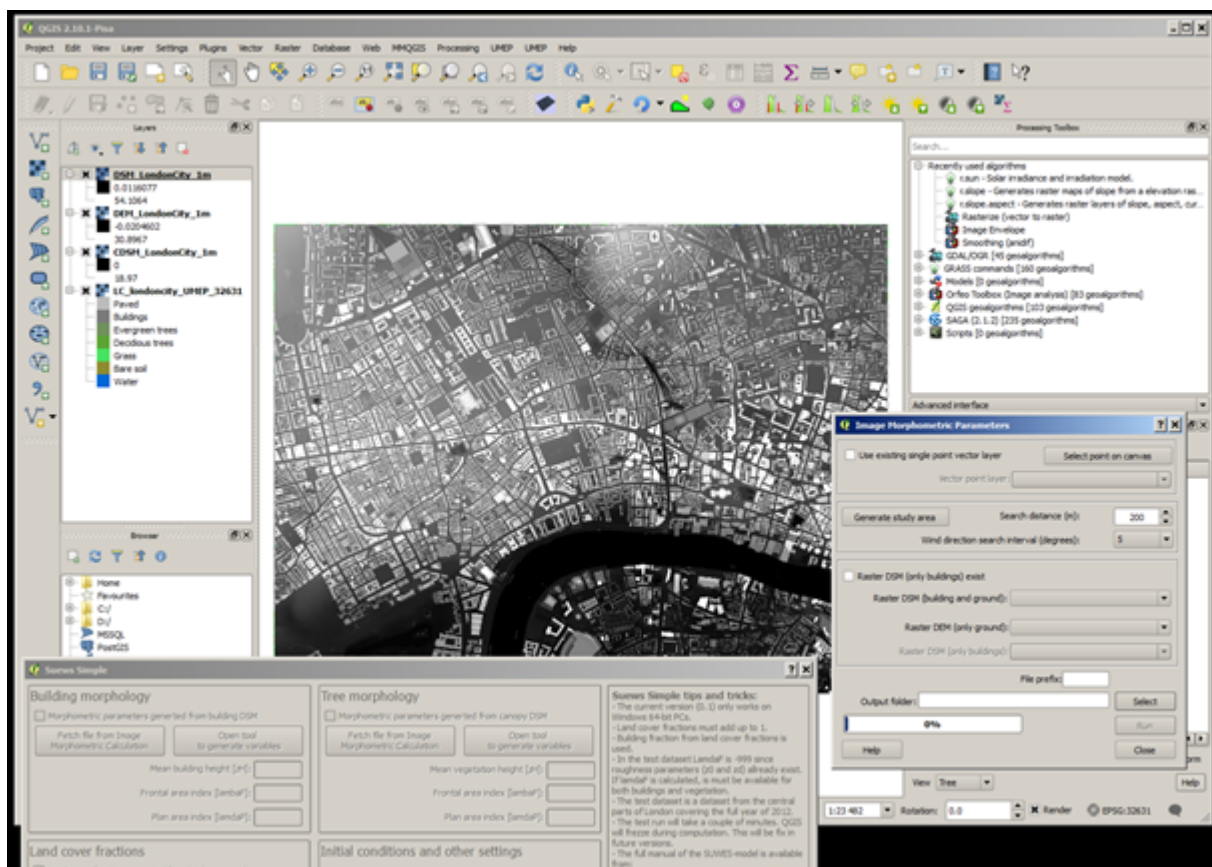 QGIS 2.10.1-Pisa
Project Edit View Layer Settings Plugins Vector Raster Database Web MMQGIS Processing UMEP UMEP Help
Layers
DSM_LondonCity_1m
0.0116077
54.1064
DEM_LondonCity_1m
-0.0204602
30.8967
CDSM_LondonCity_1m
0
18.97
LC_londoncity_UMEP_32631
Paved
Buildings
Evergreen trees
Decidious trees
Grass
Bare soil
Water
Browser
Home
Favourites
C:/
D:/
MSSQL
PostGIS
Processing Toolbox
Search...
Recently used algorithms
r.sun - Solar irradiance and irradiation model.
r.slope - Generates raster maps of slope from a elevation ras...
r.slope.aspect - Generates raster layers of slope, aspect, cur...
Rasterize (vector to raster)
Image Envelope
Smoothing (anidif)
GDAL/OGR [45 geoalgorithms]
GRASS commands [160 geoalgorithms]
Models [0 geoalgorithms]
Orfeo Toolbox (Image analysis) [83 geoalgorithms]
QGIS geoalgorithms [103 geoalgorithms]
SAGA (2.1.2) [235 geoalgorithms]
Scripts [0 geoalgorithms]
Advanced interface
Image Morphometric Parameters
Use existing single point vector layer
Select point on canvas
Vector point layer:
Generate study area
Search distance (m):
200
Wind direction search interval (degrees):
5
Raster DSM (only buildings) exist
Raster DSM (building and ground):
Raster DEM (only ground):
Raster DSM (only buildings):
File prefix:
Output folder:
Select
0%
Run
Help
Close
View Tree
Help
1:23 482 Rotation: 0.0 Render EPSG:32631
Suews Simple
Building morphology
Morphometric parameters generted from building DSM
Fetch file from Image
Morphometric Calculation
Open tool
to generate variables
Mean building height [zH]:
Frontal area index [lambaF]:
Plan area index [lamdaP]:
Land cover fractions
Tree morphology
Morphometric parameters generted from canopy DSM
Fetch file from Image
Morphometric Calculation
Open tool
to generate variables
Mean vegetation height [zH]:
Frontal area index [lambaF]:
Plan area index [lamdaP]:
Initial conditions and other settings
Suews Simple tips and tricks:
- The current version (0.1) only works on
Windows 64-bit PCs.
- Land cover fractions must add up to 1.
- Building fraction from land cover fractions is
used.
- In the test dataset LamdaF is -999 since
roughness parameters (z0 and zd) already exist.
If lamdaF is calculated, is must be available for
both buildings and vegetation.
- The test dataset is a dataset from the central
parts of London covering the full year of 2012.
- The test run will take a couple of minutes. QGIS
will freeze during computation. This will be fix in
future versions.
- The full manual of the SUWES-model is available
from: